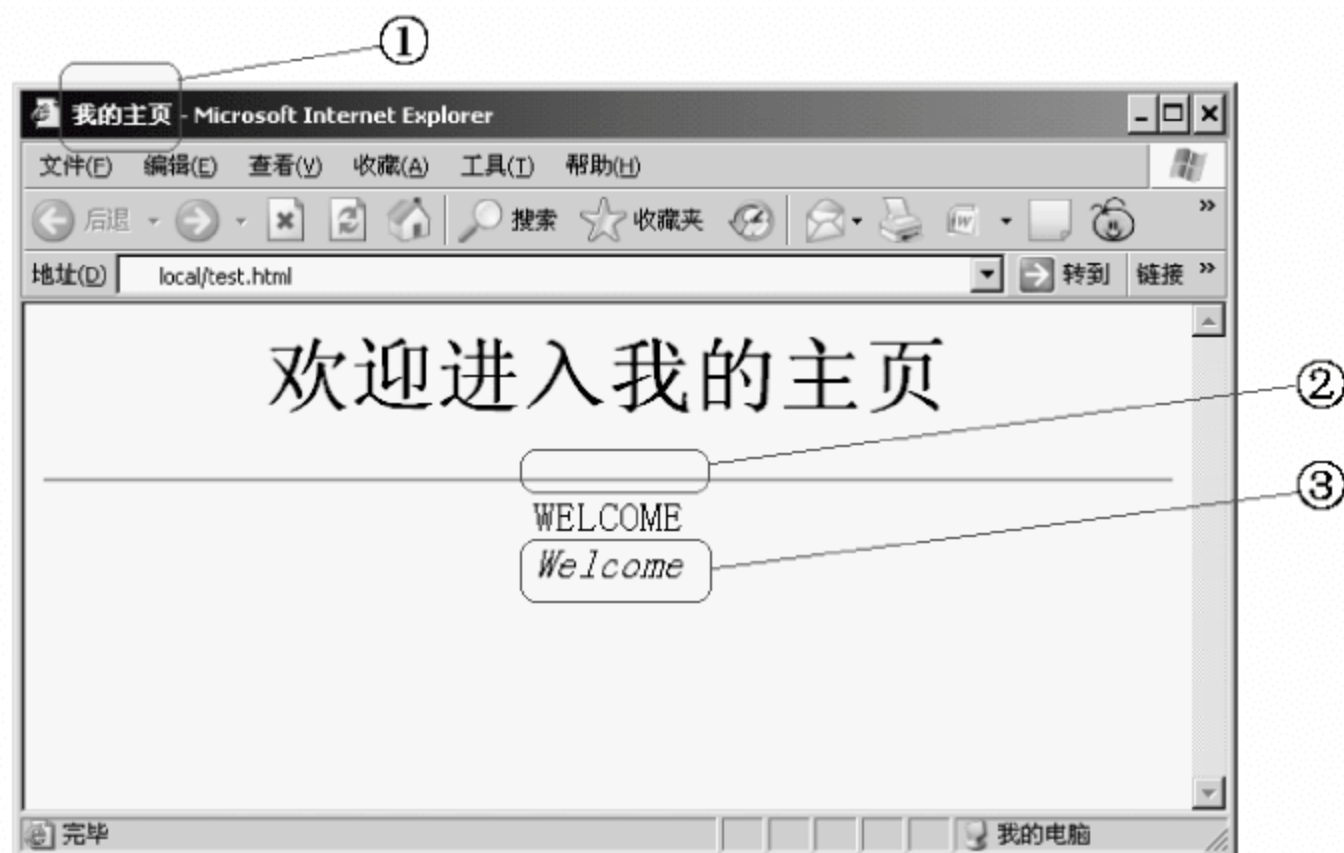 ①
我的主页 - Microsoft Internet Explorer
文件(F) 编辑(E) 查看(V) 收藏(A) 工具(T) 帮助(H)
后退 搜索 收藏夹 »
地址(D) local/test.html 转到 链接 »
欢迎进入我的主页
②
③
WELCOME
Welcome
完毕 我的电脑